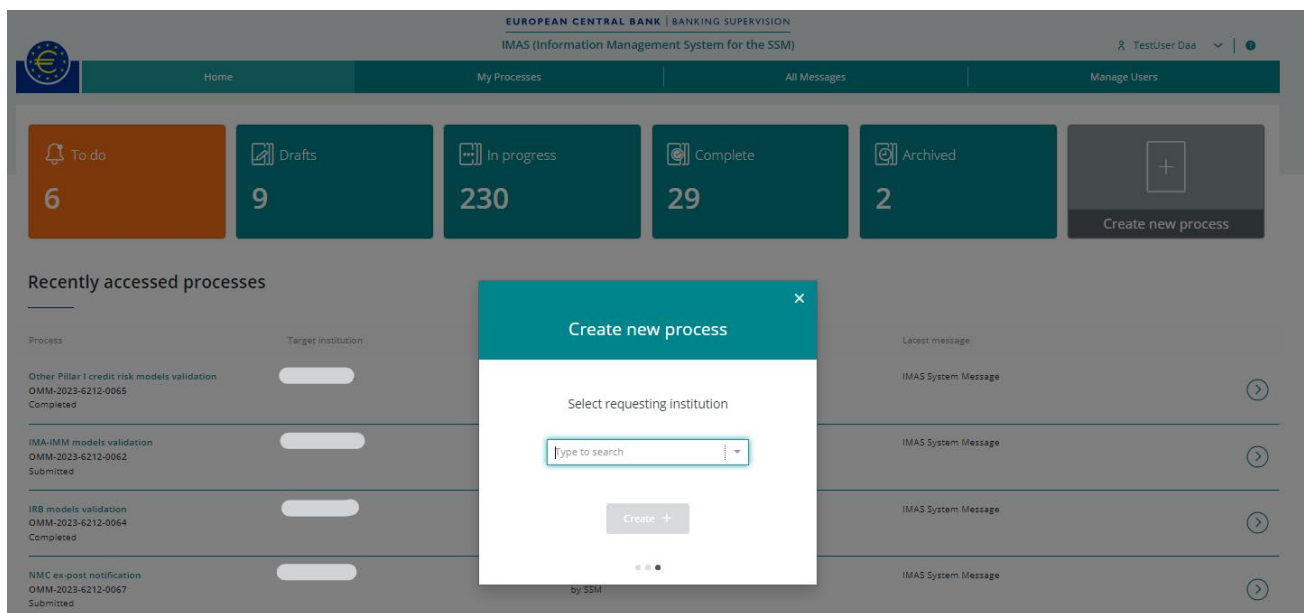 EUROPEAN CENTRAL BANK | BANKING SUPERVISION
IMAS (Information Management System for the SSM)
TestUser Daa
Home
My Processes
All Messages
Manage Users
To do
6
Drafts
9
In progress
230
Complete
29
Archived
2
Create new process
Recently accessed processes
Process
Target institution
Latest message
Other Pillar I credit risk models validation
OMM-2023-6212-0065
Completed
IMAS System Message
IMA-IMM models validation
OMM-2023-6212-0062
Submitted
IMAS System Message
IRB models validation
OMM-2023-6212-0064
Completed
IMAS System Message
NMC ex-post notification
OMM-2023-6212-0067
Submitted
by SSM
IMAS System Message
Create new process
Select requesting institution
Type to search
Create +